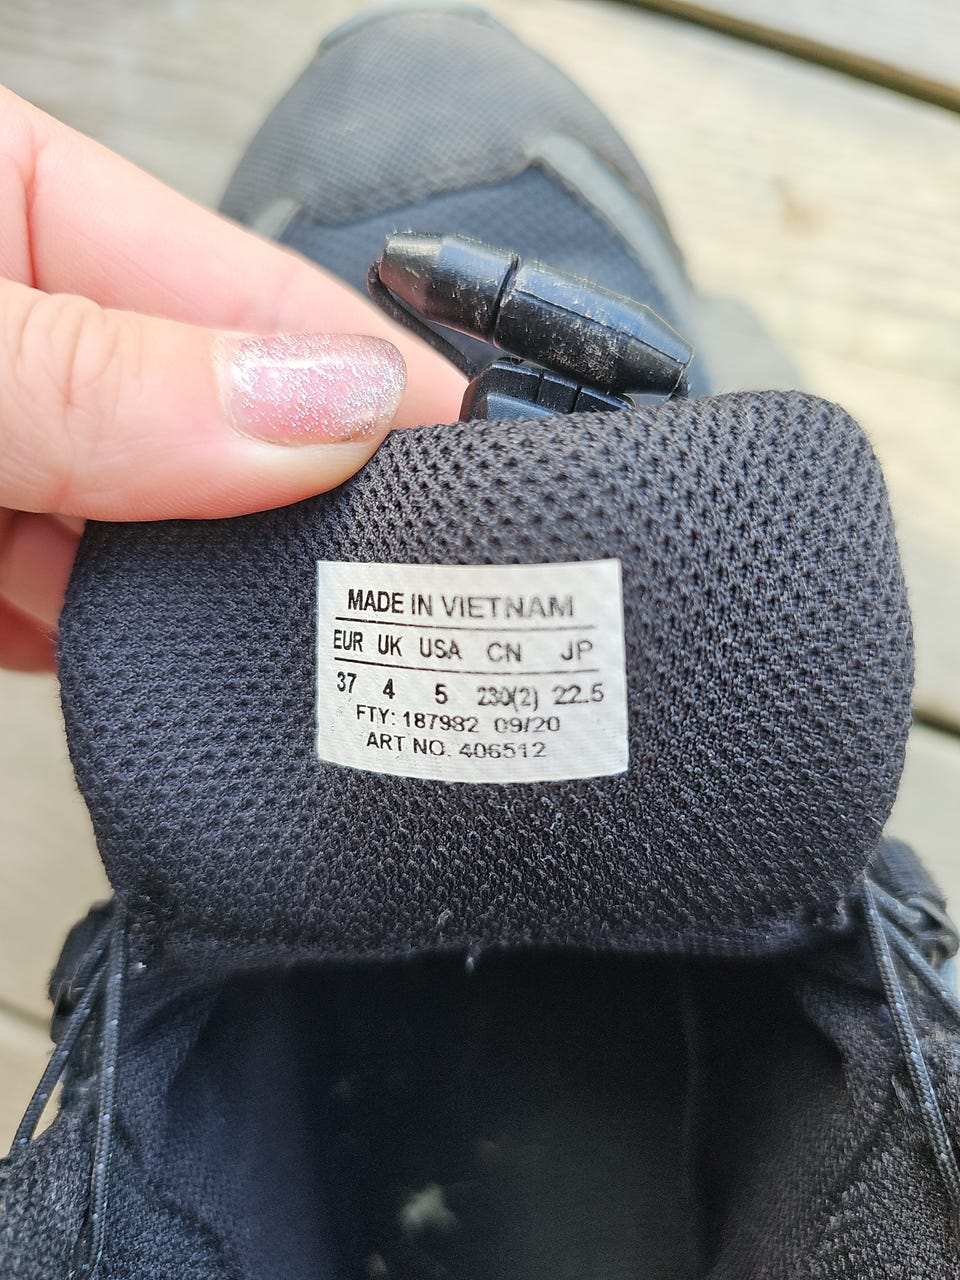 MADE IN VIETNAM
EUR UK USA CN JP
37 4 5 230(2) 22.5
FTY: 187982 09/20
ART NO. 406512